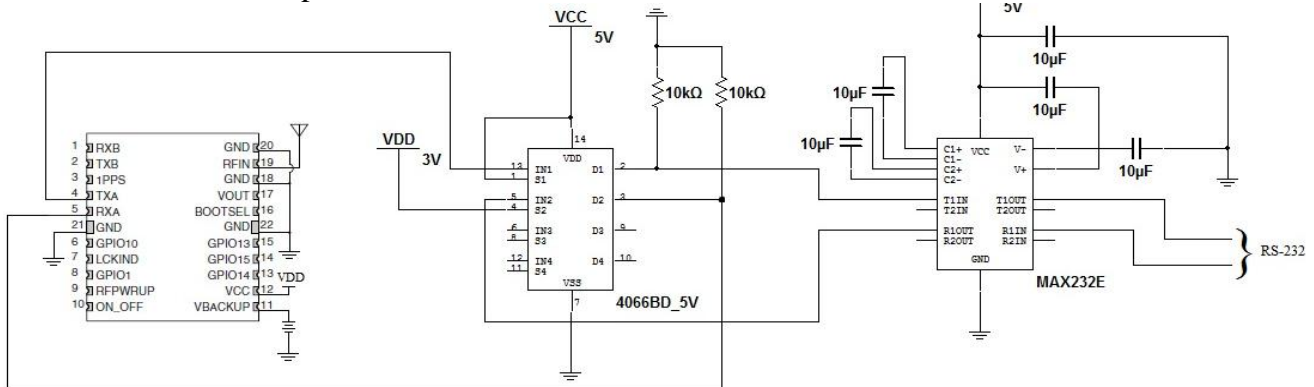 VCC
5V
VDD
3V
10kΩ
10kΩ
5V
10µF
10µF
10µF
10µF
10µF
1 RXB
2 TXB
3 1PPS
4 TXA
5 RXA
21 GND
6 GPIO10
7 LCKIND
8 GPIO1
9 RFPWRUP
10 ON_OFF
GND 20
RFIN 19
GND 18
VOUT 17
BOOTSEL 16
GND 22
GPIO13 15
GPIO15 14
GPIO14 13
VCC 12
VBACKUP 11
VDD
14
VDD
13 IN1
1 S1
5 IN2
4 S2
6 IN3
8 S3
12 IN4
11 S4
D1 2
D2 3
D3 9
D4 10
VSS
7
4066BD_5V
VCC
C1+
C1-
C2+
C2-
T1IN
T2IN
R1OUT
R2OUT
V-
V+
T1OUT
T2OUT
R1IN
R2IN
GND
MAX232E
RS-232